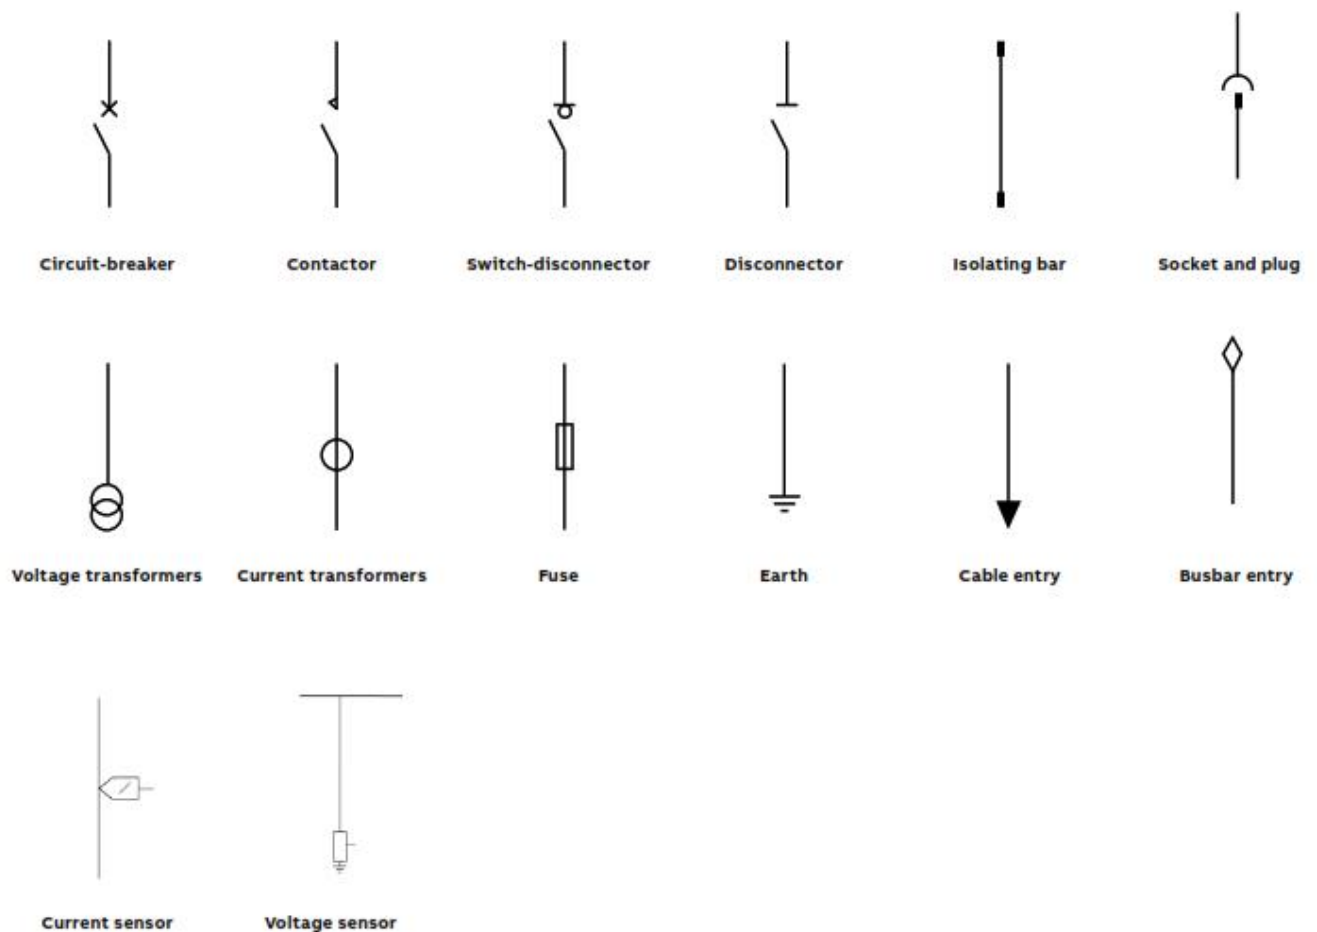 Circuit-breaker
Contactor
Switch-disconnector
Disconnector
Isolating bar
Socket and plug
Voltage transformers
Current transformers
Fuse
Earth
Cable entry
Busbar entry
Current sensor
Voltage sensor